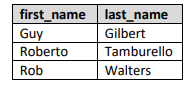 first_name last_name
Guy Gilbert
Roberto Tamburello
Rob Walters